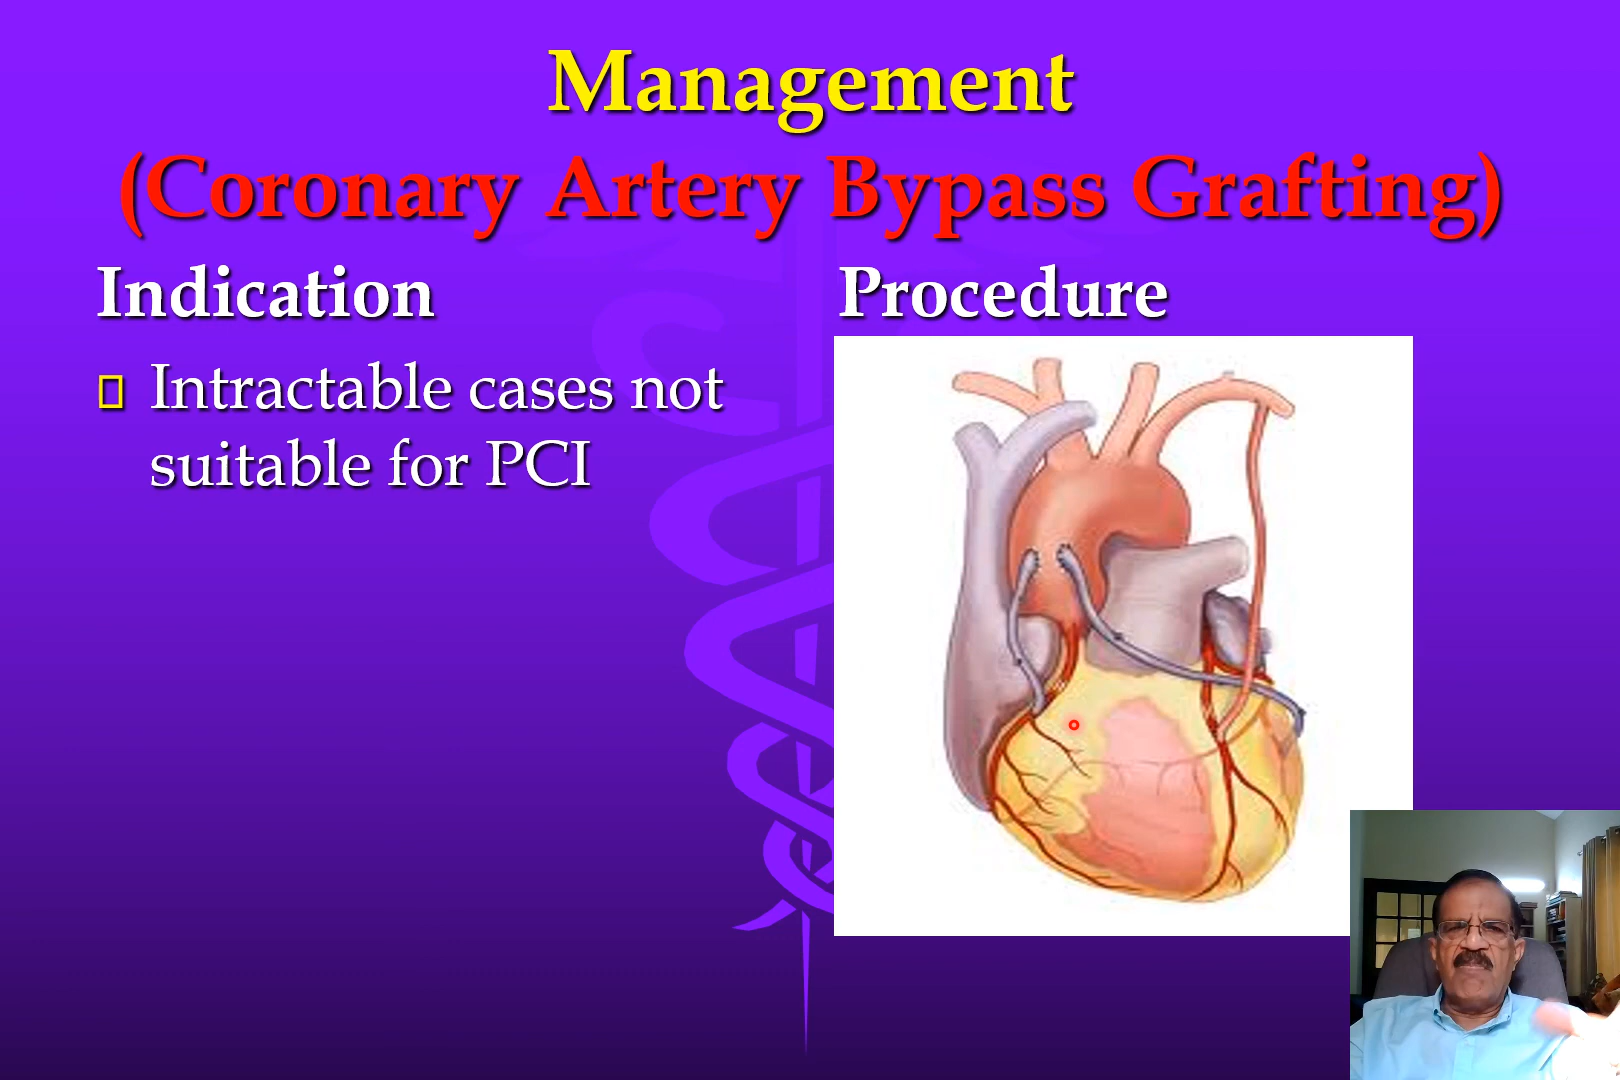 Management
(Coronary Artery Bypass Grafting)
Indication
Intractable cases not
suitable for PCI
Procedure